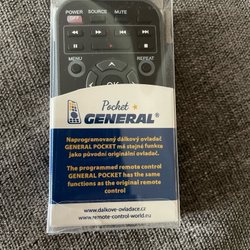 POWER SOURCE MUTE
OFF
MENU REPEAT
OK
Pocket
GENERAL®
Naprogramovaný dálkový ovladač
GENERAL POCKET má stejné funkce
jako původní originální ovladač.
The programmed remote control
GENERAL POCKET has the same
functions as the original remote
control
www.dalkove-ovladace.cz
www.remote-control-world.eu